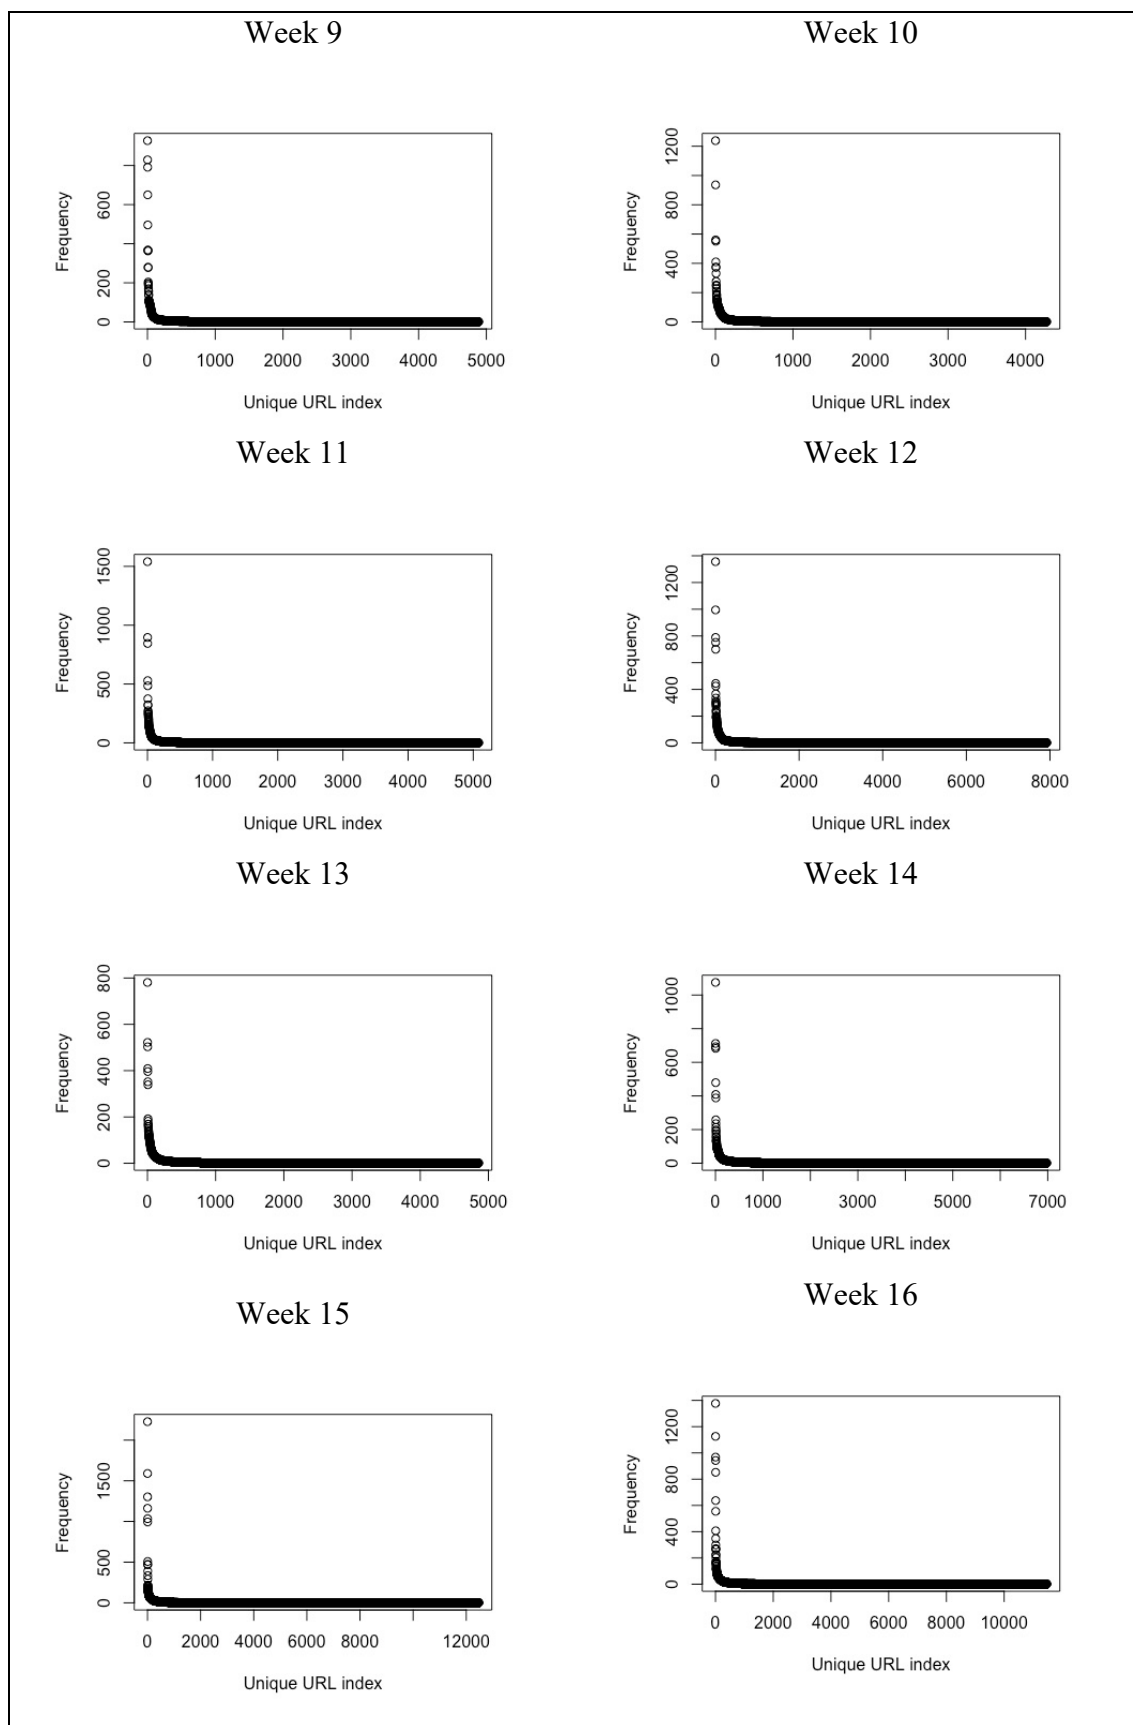 Week 9
Week 10
Frequency
0 200 600
0 1000 2000 3000 4000 5000
Unique URL index
Frequency
0 400 800 1200
0 1000 2000 3000 4000
Unique URL index
Week 11
Week 12
Frequency
0 500 1000 1500
0 1000 2000 3000 4000 5000
Unique URL index
Frequency
0 400 800 1200
0 2000 4000 6000 8000
Unique URL index
Week 13
Week 14
Frequency
0 200 400 600 800
0 1000 2000 3000 4000 5000
Unique URL index
Frequency
0 200 600 1000
0 1000 3000 5000 7000
Unique URL index
Week 15
Week 16
Frequency
0 500 1500
0 2000 4000 6000 8000 12000
Unique URL index
Frequency
0 400 800 1200
0 2000 4000 6000 8000 10000
Unique URL index